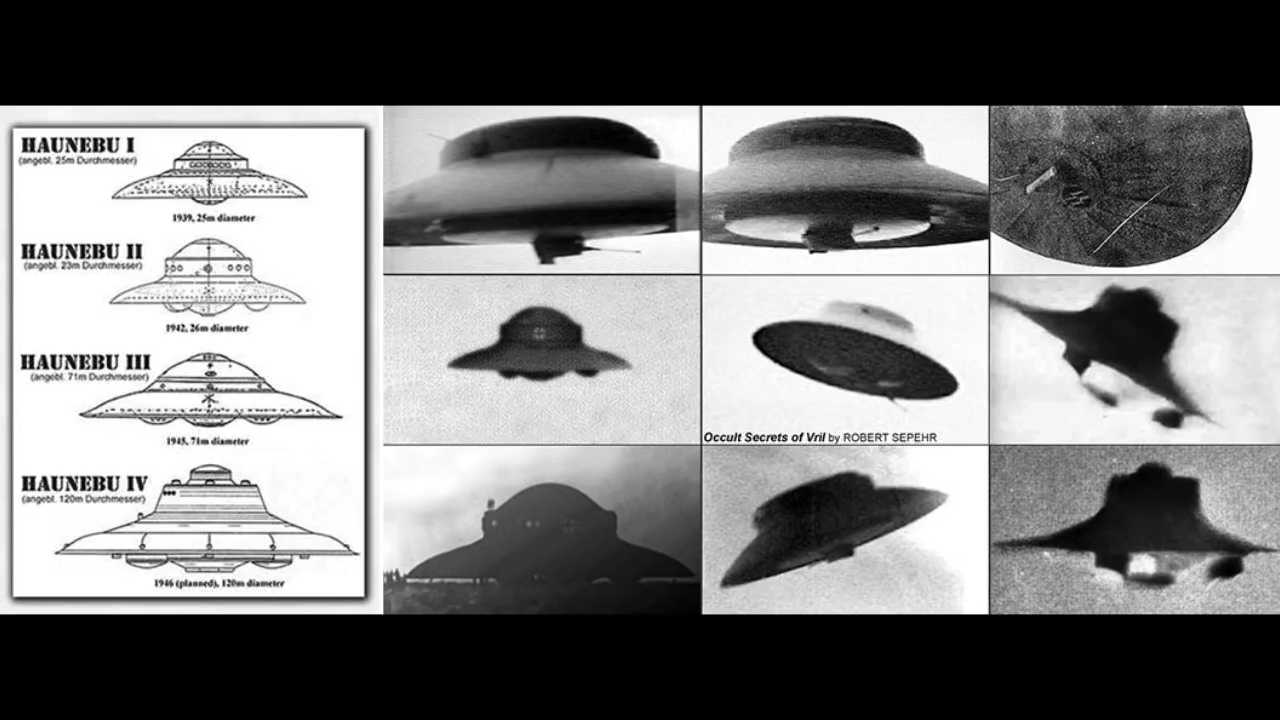 HAUNEBU I
(angebl. 25m Durchmesser)
1939, 25m diameter
HAUNEBU II
(angebl. 23m Durchmesser)
1942, 26m diameter
HAUNEBU III
(angebl. 71m Durchmesser)
1945, 71m diameter
HAUNEBU IV
(angebl. 120m Durchmesser)
1946 (planned), 120m diameter
Occult Secrets of Vril by ROBERT SEPEHR